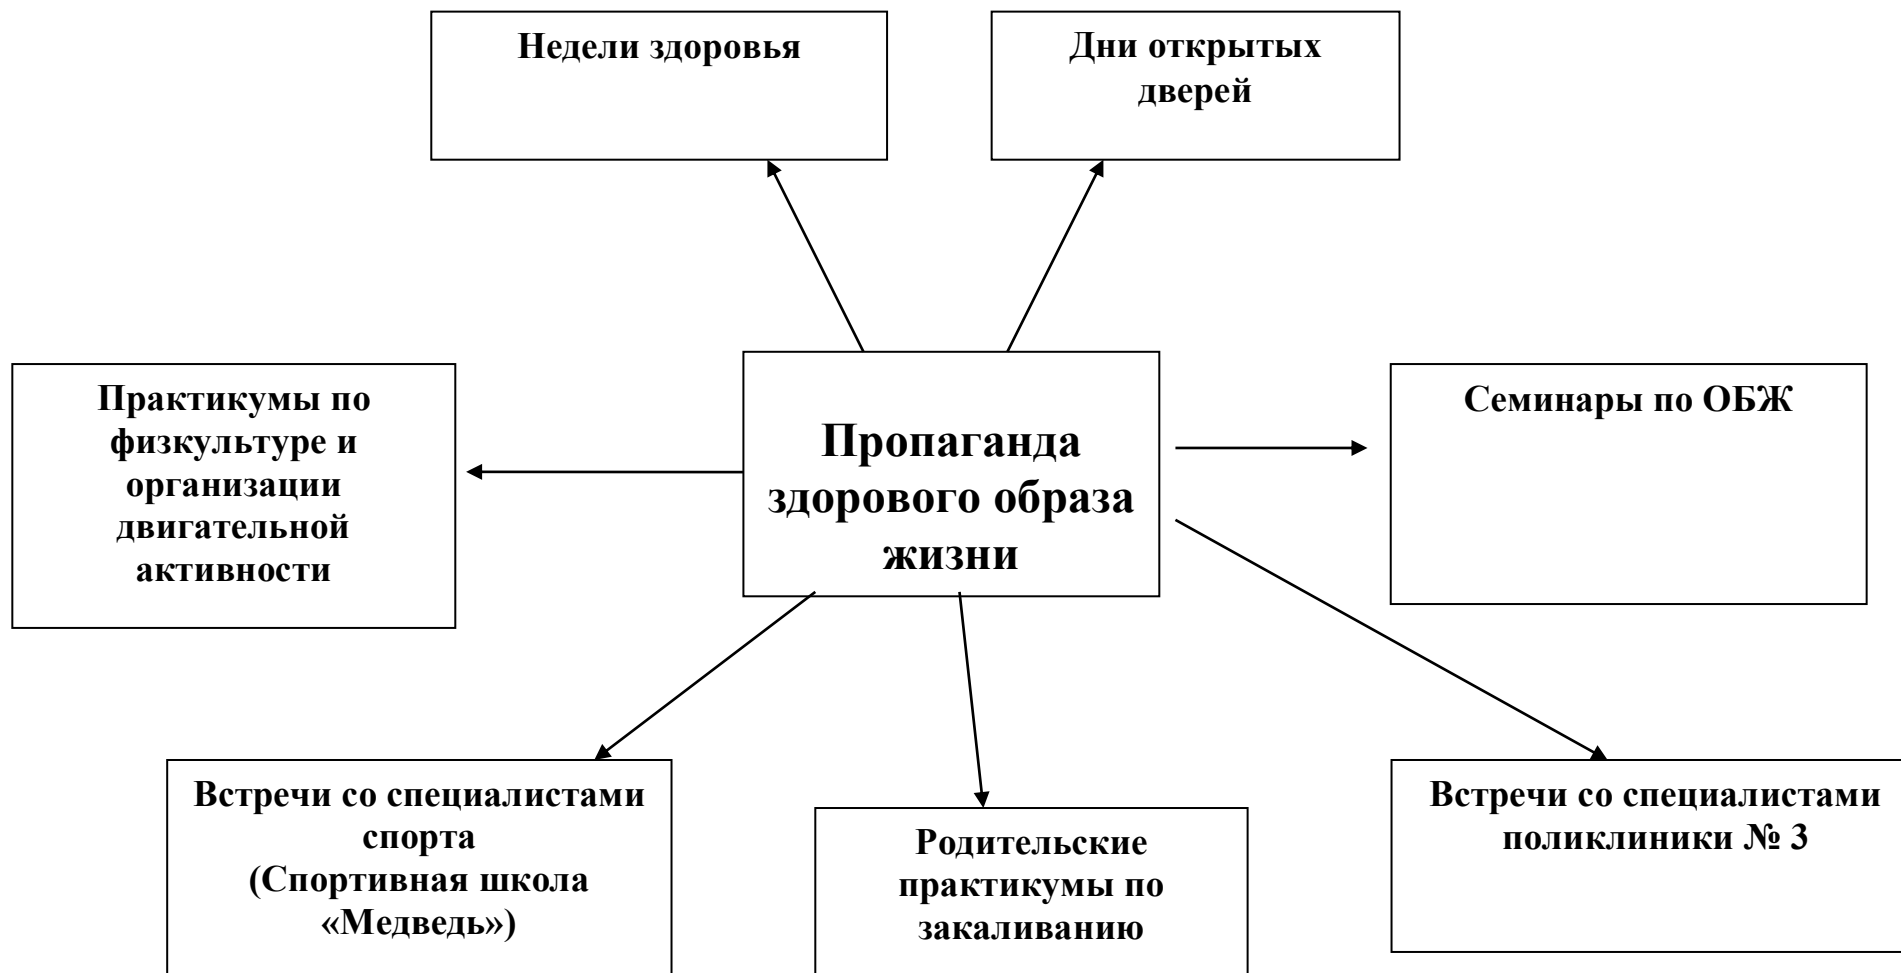 Недели здоровья
Дни открытых
дверей
Практикумы по
физкультуре и
организации
двигательной
активности
Пропаганда
здорового образа
жизни
Семинары по ОБЖ
Встречи со специалистами
спорта
(Спортивная школа
«Медведь»)
Родительские
практикумы по
закаливанию
Встречи со специалистами
поликлиники № 3